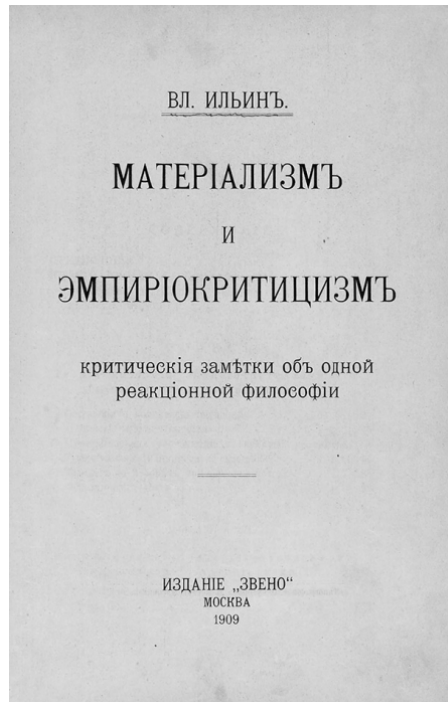 ВЛ. ИЛЬИНЪ.
МАТЕРІАЛИЗМЪ
И
ЭМПИРІОКРИТИЦИЗМЪ
критическія замѣтки объ одной
реакціонной философіи
ИЗДАНІЕ „ЗВЕНО“
МОСКВА
1909